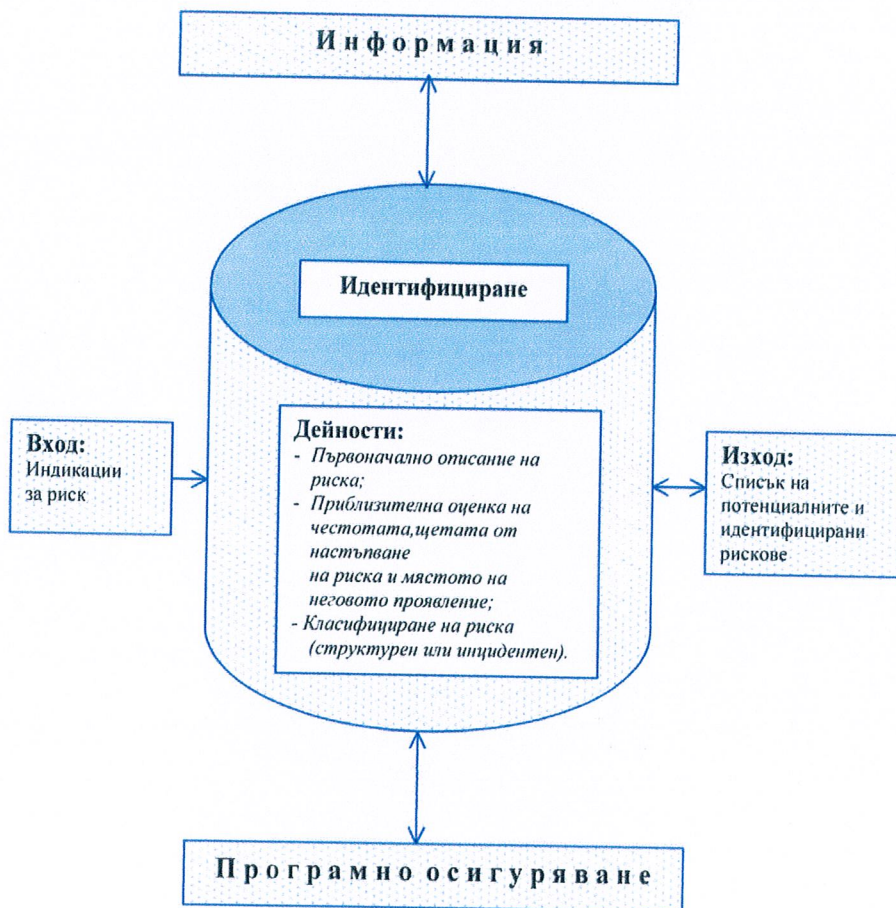 Информация
Идентифициране
Вход:
Индикации
за риск
Дейности:
- Първоначално описание на
риска;
- Приблизителна оценка на
честотата,щетата от
настъпване
на риска и мястото на
неговото проявление;
- Класифициране на риска
(структурен или инцидентен).
Изход:
Списък на
потенциалните и
идентифицирани
рискове
Програмно осигуряване